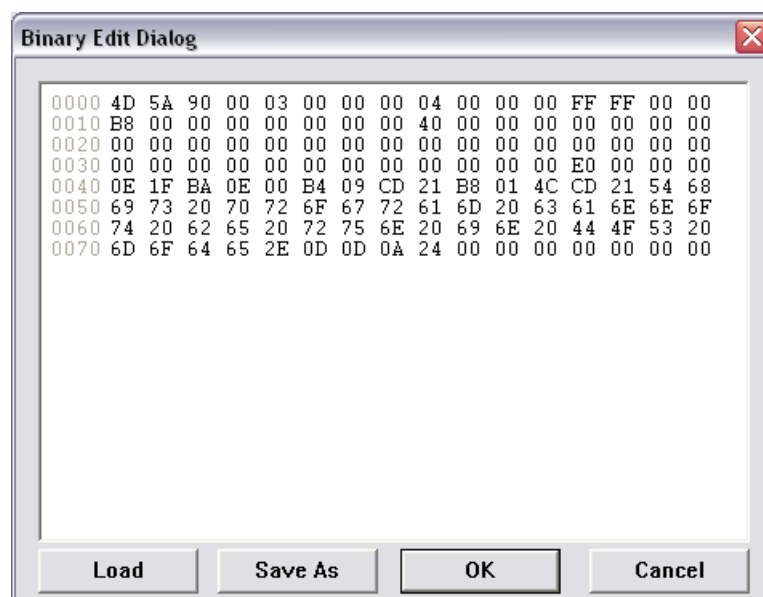 Binary Edit Dialog
0000 4D 5A 90 00 03 00 00 00 04 00 00 00 FF FF 00 00
0010 B8 00 00 00 00 00 00 00 40 00 00 00 00 00 00 00
0020 00 00 00 00 00 00 00 00 00 00 00 00 00 00 00 00
0030 00 00 00 00 00 00 00 00 00 00 00 00 E0 00 00 00
0040 0E 1F BA 0E 00 B4 09 CD 21 B8 01 4C CD 21 54 68
0050 69 73 20 70 72 6F 67 72 61 6D 20 63 61 6E 6E 6F
0060 74 20 62 65 20 72 75 6E 20 69 6E 20 44 4F 53 20
0070 6D 6F 64 65 2E 0D 0D 0A 24 00 00 00 00 00 00 00
Load Save As OK Cancel